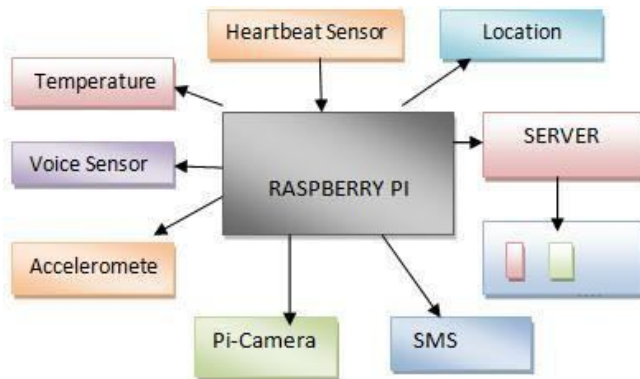 Heartbeat Sensor
Location
Temperature
SERVER
Voice Sensor
RASPBERRY PI
Acceleromete
Pi-Camera
SMS